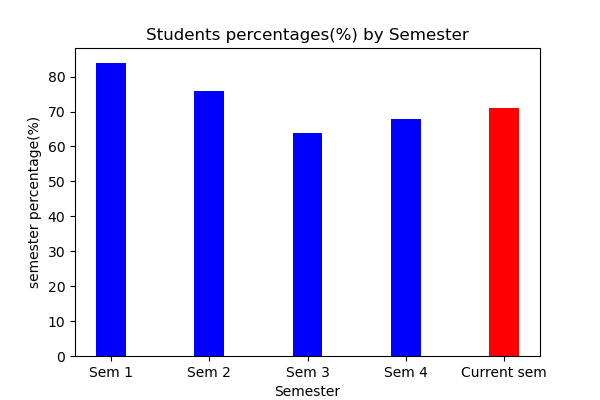 Students percentages(%) by Semester
semester percentage(%)
80
70
60
50
40
30
20
10
0
Sem 1 Sem 2 Sem 3 Sem 4 Current sem
Semester